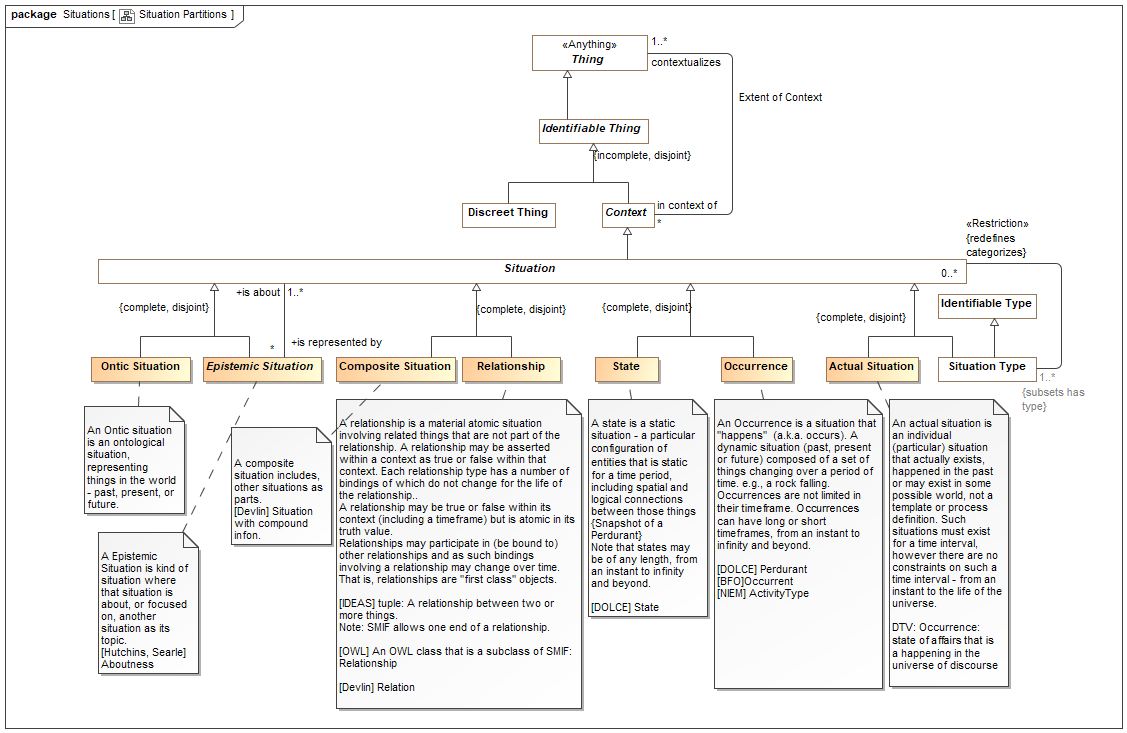 package Situations [ Situation Partitions ]
«Anything»
Thing
1..*
contextualizes
Extent of Context
Identifiable Thing
{incomplete, disjoint}
Discreet Thing
Context
in context of
*
«Restriction»
{redefines
categorizes}
Situation
0..*
{complete, disjoint}
+is about
1..*
{complete, disjoint}
{complete, disjoint}
{complete, disjoint}
Identifiable Type
*
+is represented by
Ontic Situation
Epistemic Situation
Composite Situation
Relationship
State
Occurrence
Actual Situation
Situation Type
1..*
{subsets has
type}
An Ontic situation
is an ontological
situation,
representing
things in the world
- past, present, or
future.
A Epistemic
Situation is kind of
situation where
that situation is
about, or focused
on, another
situation as its
topic.
[Hutchins, Searle]
Aboutness
A composite
situation includes,
other situations as
parts.
[Devlin] Situation
with compound
infon.
A relationship is a material atomic situation
involving related things that are not part of the
relationship. A relationship may be asserted
within a context as true or false within that
context. Each relationship type has a number of
bindings of which do not change for the life of
the relationship..
A relationship may be true or false within its
context (including a timeframe) but is atomic in its
truth value.
Relationships may participate in (be bound to)
other relationships and as such bindings
involving a relationship may change over time.
That is, relationships are "first class" objects.
[IDEAS] tuple: A relationship between two or
more things.
Note: SMIF allows one end of a relationship.
[OWL] An OWL class that is a subclass of SMIF:
Relationship
[Devlin] Relation
A state is a static
situation - a particular
configuration of
entities that is static
for a time period,
including spatial and
logical connections
between those things
{Snapshot of a
Perdurant}
Note that states may
be of any length, from
an instant to infinity
and beyond.
[DOLCE] State
An Occurrence is a situation that
"happens" (a.k.a. occurs). A
dynamic situation (past, present
or future) composed of a set of
things changing over a period of
time. e.g., a rock falling.
Occurrences are not limited in
their timeframe. Occurrences
can have long or short
timeframes, from an instant to
infinity and beyond.
[DOLCE] Perdurant
[BFO]Occurrent
[NIEM] ActivityType
An actual situation is
an individual
(particular) situation
that actually exists,
happened in the past
or may exist in some
possible world, not a
template or process
definition. Such
situations must exist
for a time interval,
however there are no
constraints on such a
time interval - from an
instant to the life of the
universe.
DTV: Occurrence:
state of affairs that is
a happening in the
universe of discourse